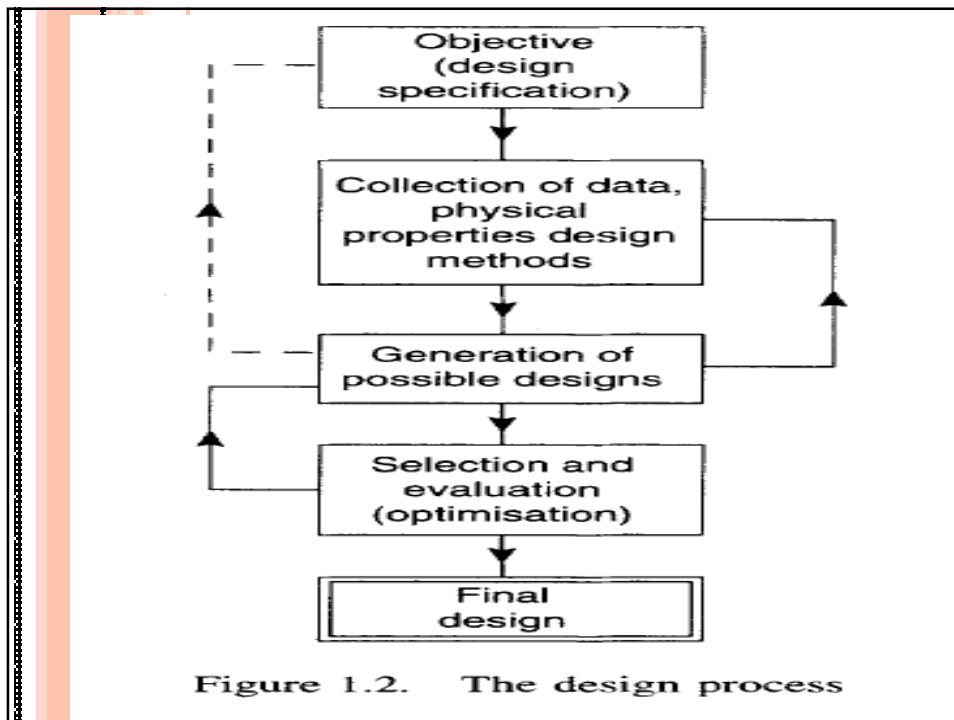 Objective
(design
specification)
Collection of data,
physical
properties design
methods
Generation of
possible designs
Selection and
evaluation
(optimisation)
Final
design
Figure 1.2. The design process